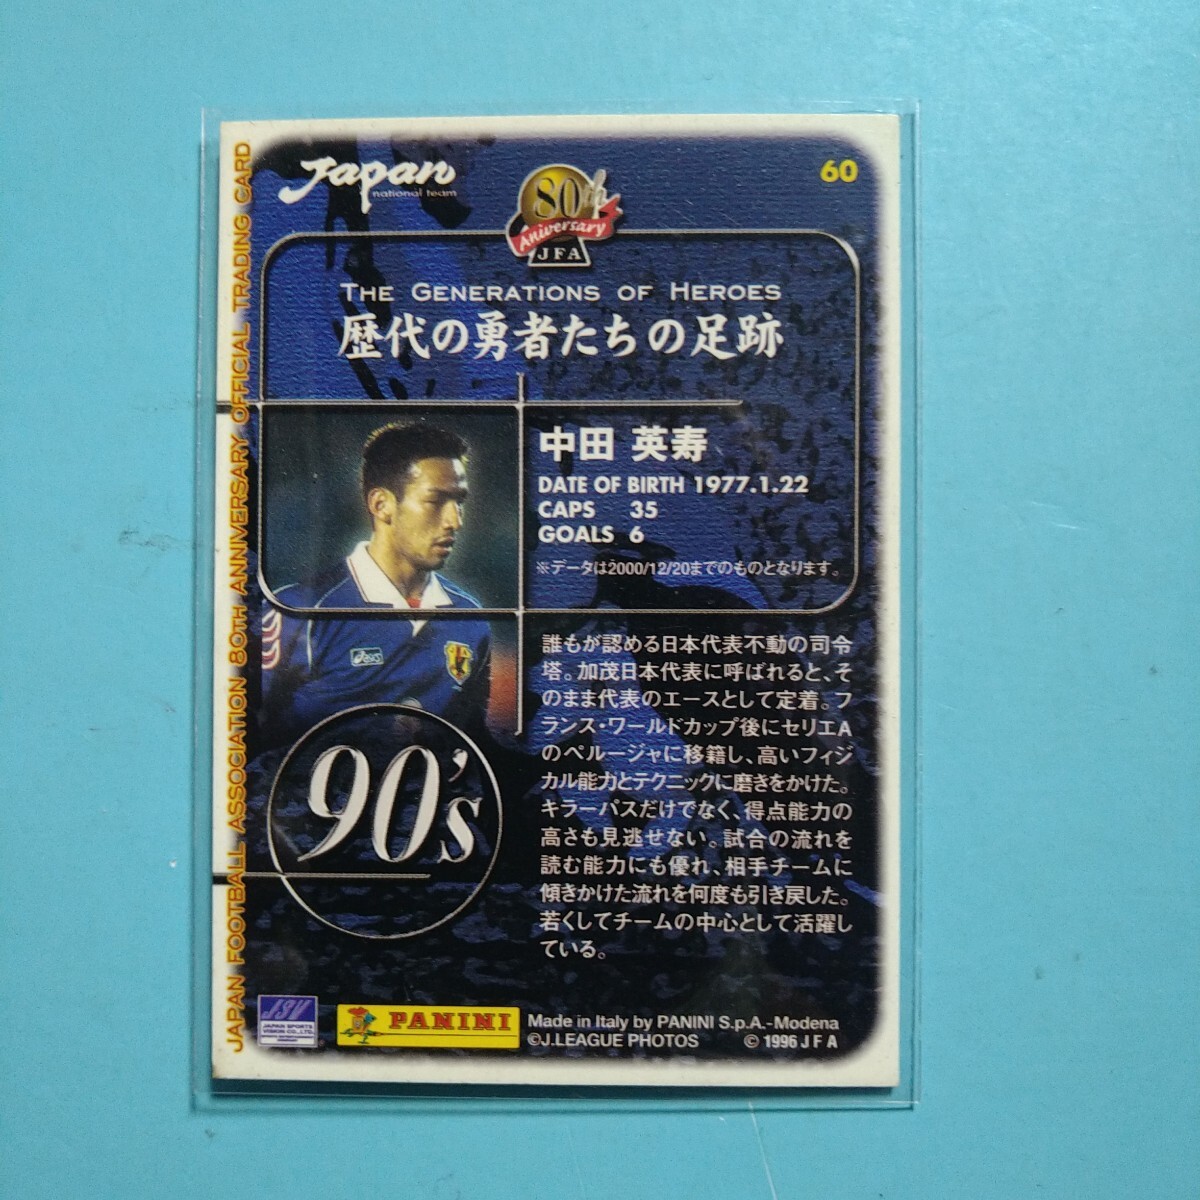 Japan
national team
80th
Aniversary
JFA
60
JAPAN FOOTBALL ASSOCIATION 80TH ANNIVERSARY OFFICIAL TRADING CARD
THE GENERATIONS OF HEROES
歴代の勇者たちの足跡
中田 英寿
DATE OF BIRTH 1977.1.22
CAPS 35
GOALS 6
※データは2000/12/20までのものとなります。
asics
誰もが認める日本代表不動の司令
塔。加茂日本代表に呼ばれると、そ
のまま代表のエースとして定着。フ
ランス・ワールドカップ後にセリエA
のペルージャに移籍し、高いフィジ
カル能力とテクニックに磨きをかけた。
キラーパスだけでなく、得点能力の
高さも見逃せない。試合の流れを
読む能力にも優れ、相手チームに
傾きかけた流れを何度も引き戻した。
若くしてチームの中心として活躍し
ている。
90's
JSV
JAPAN SPORTS
VISION CO.,LTD.
PANINI
Made in Italy by PANINI S.p.A.-Modena
©J.LEAGUE PHOTOS © 1996 J F A